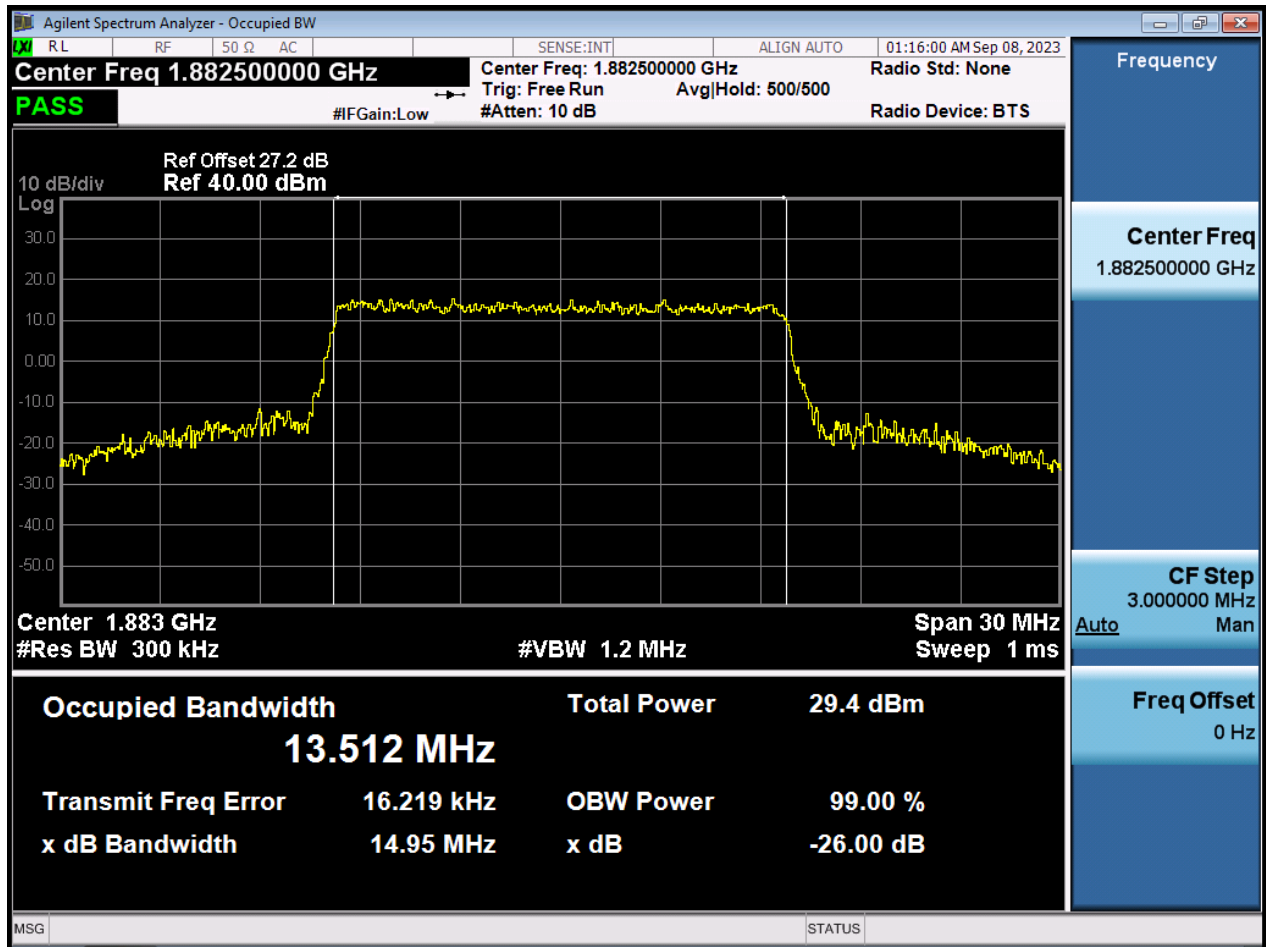 Agilent Spectrum Analyzer - Occupied BW
LXI RL RF 50 Ω AC SENSE:INT ALIGN AUTO 01:16:00 AM Sep 08, 2023
Center Freq 1.882500000 GHz
Center Freq: 1.882500000 GHz Radio Std: None
Trig: Free Run Avg|Hold: 500/500
PASS #IFGain:Low #Atten: 10 dB Radio Device: BTS
Ref Offset 27.2 dB
10 dB/div Ref 40.00 dBm
Log
30.0
20.0
10.0
0.00
-10.0
-20.0
-30.0
-40.0
-50.0
Center 1.883 GHz Span 30 MHz
#Res BW 300 kHz #VBW 1.2 MHz Sweep 1 ms
Occupied Bandwidth Total Power 29.4 dBm
13.512 MHz
Transmit Freq Error 16.219 kHz OBW Power 99.00 %
x dB Bandwidth 14.95 MHz x dB -26.00 dB
MSG STATUS
Frequency
Center Freq
1.882500000 GHz
CF Step
3.000000 MHz
Auto Man
Freq Offset
0 Hz